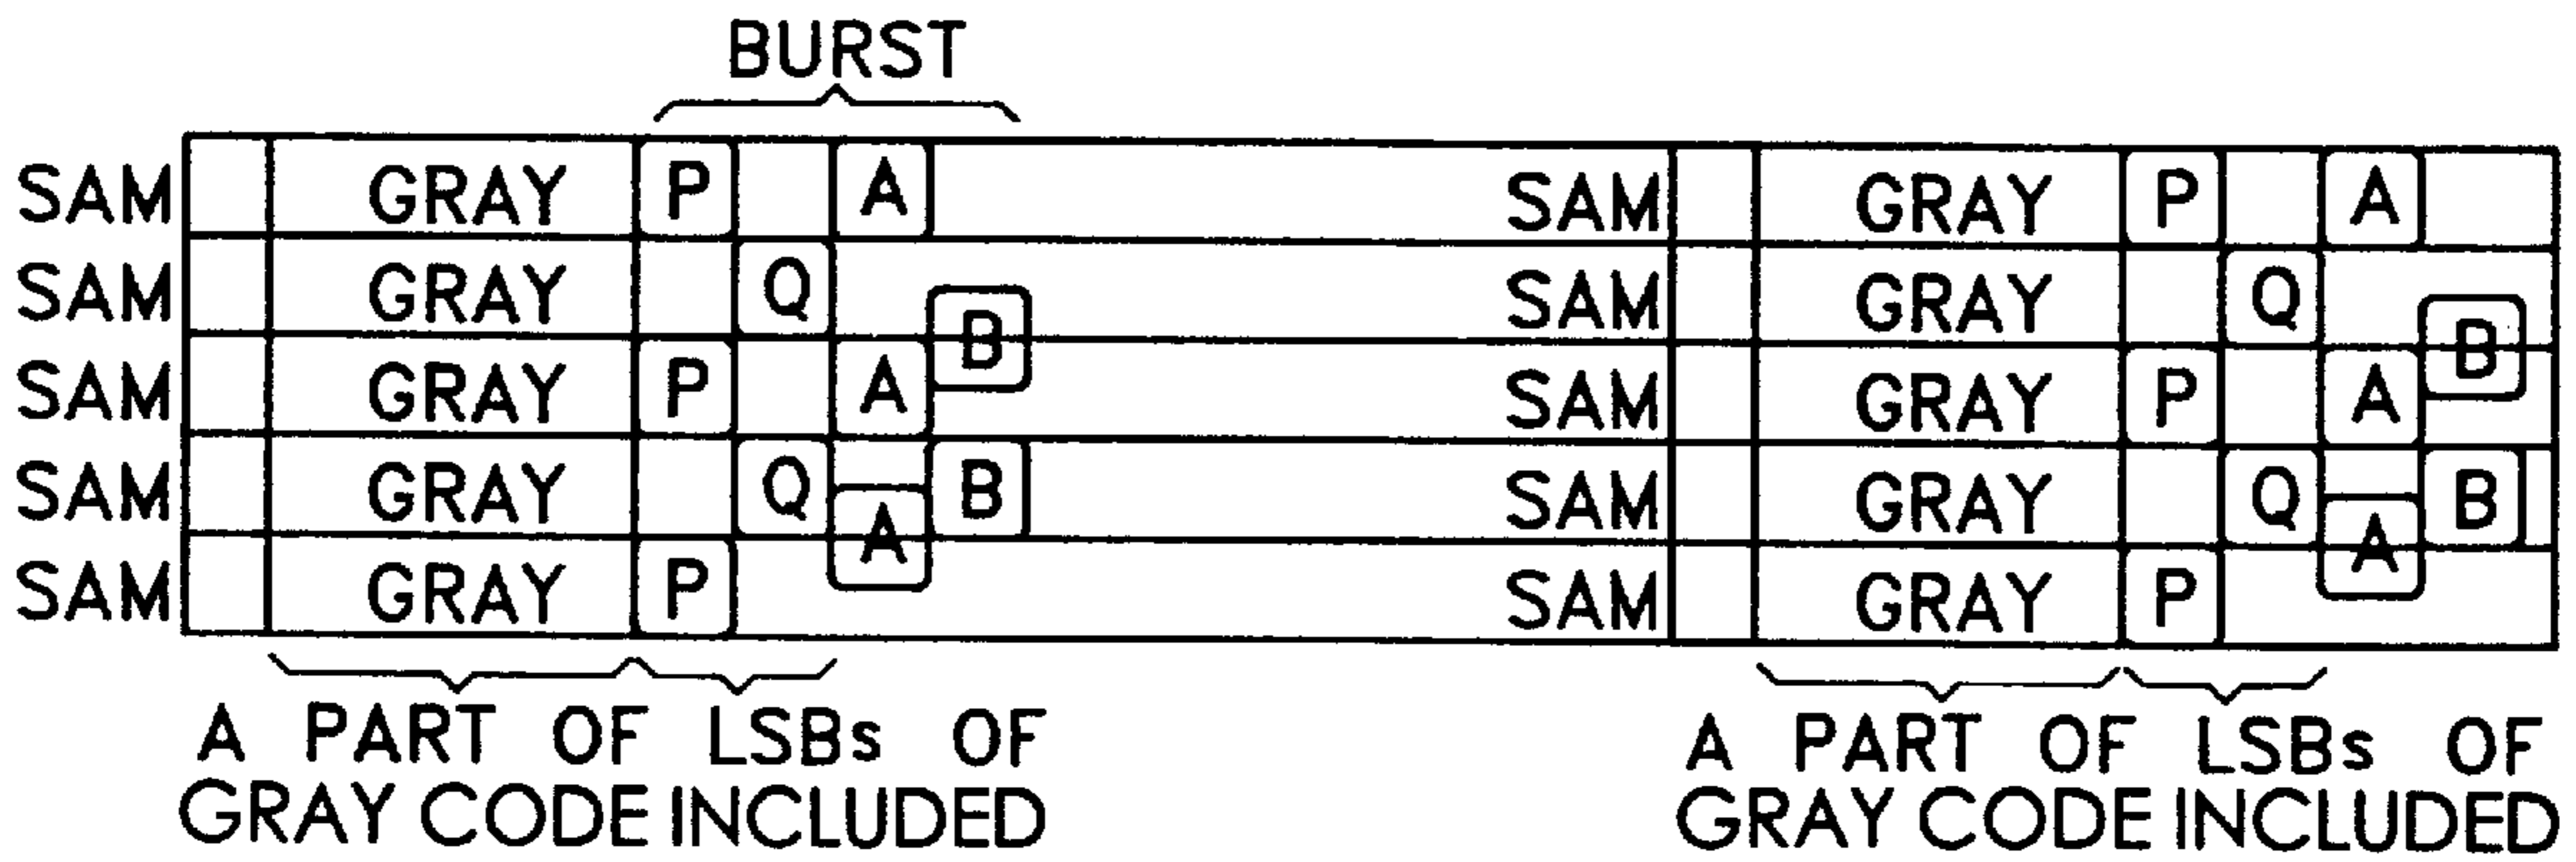 BURST
SAM GRAY P A SAM GRAY P A
SAM GRAY Q SAM GRAY Q
B B
SAM GRAY P A SAM GRAY P A
SAM GRAY Q B SAM GRAY Q B
A A
SAM GRAY P SAM GRAY P
A PART OF LSBs OF A PART OF LSBs OF
GRAY CODE INCLUDED GRAY CODE INCLUDED